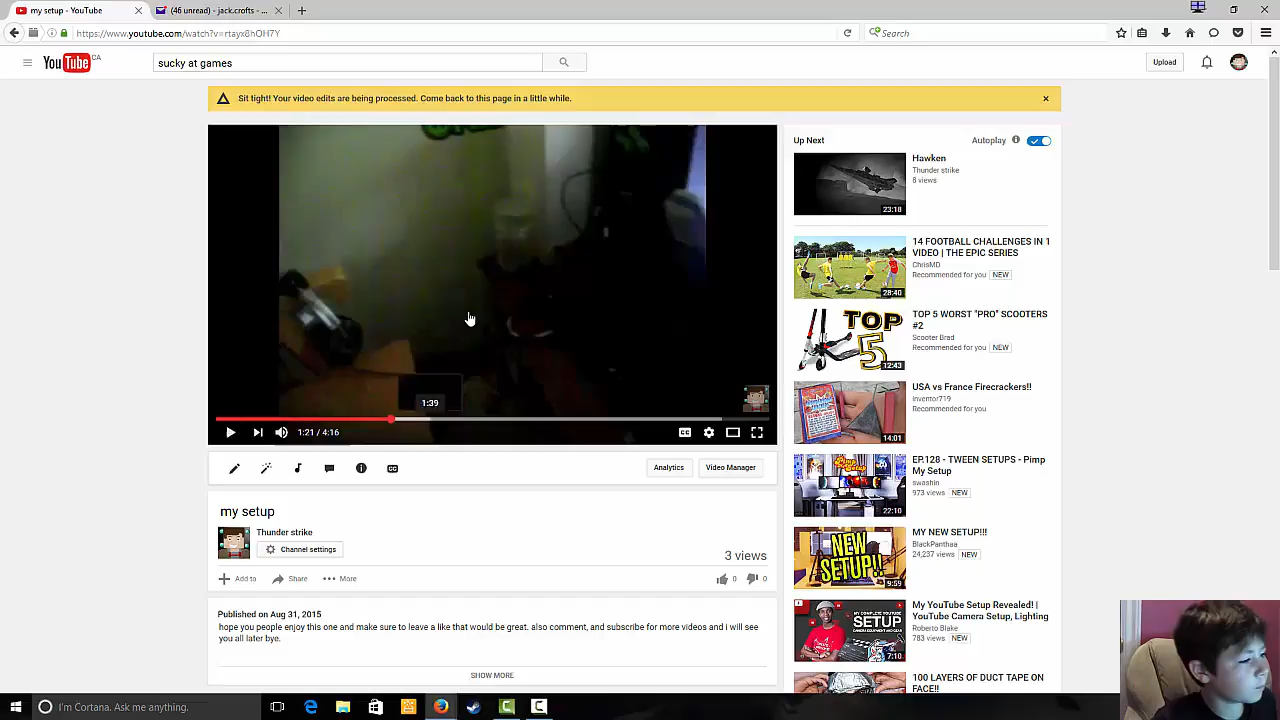 my setup - YouTube
(46 unread) - jack.crofts - ...
https://www.youtube.com/watch?v=rtayx8hOH7Y
Search
YouTube CA
sucky at games
Upload
Sit tight! Your video edits are being processed. Come back to this page in a little while.
1:39
1:21 / 4:16
Analytics
Video Manager
my setup
Thunder strike
Channel settings
3 views
Add to
Share
More
0
0
Published on Aug 31, 2015
hope you people enjoy this one and make sure to leave a like that would be great. also comment, and subscribe for more videos and i will see
you all later bye.
SHOW MORE
Up Next
Autoplay
Hawken
Thunder strike
8 views
23:18
14 FOOTBALL CHALLENGES IN 1
VIDEO | THE EPIC SERIES
ChrisMD
Recommended for you NEW
28:40
TOP 5 WORST "PRO" SCOOTERS
#2
Scooter Brad
Recommended for you NEW
TOP
5
12:43
USA vs France Firecrackers!!
Inventor719
Recommended for you
14:01
EP.128 - TWEEN SETUPS - Pimp
My Setup
swashin
973 views NEW
22:10
MY NEW SETUP!!!
BlackPanthaa
24,237 views NEW
NEW
SETUP!!
9:59
My YouTube Setup Revealed! |
YouTube Camera Setup, Lighting
Roberto Blake
783 views NEW
SETUP
7:10
100 LAYERS OF DUCT TAPE ON
FACE!!
I'm Cortana. Ask me anything.